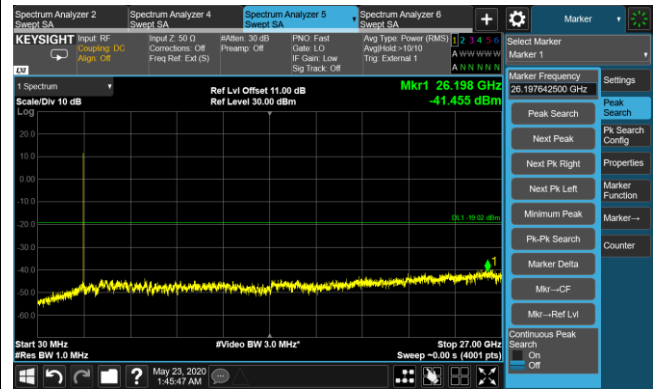 Spectrum Analyzer 2
Swept SA
Spectrum Analyzer 4
Swept SA
Spectrum Analyzer 5
Swept SA
Spectrum Analyzer 6
Swept SA
+
Marker
KEYSIGHT
Input: RF
Coupling: DC
Align: Off
Input Z: 50 Ω
Corrections: Off
Freq Ref: Ext (S)
#Atten: 30 dB
Preamp: Off
PNO: Fast
Gate: LO
IF Gain: Low
Sig Track: Off
Avg Type: Power (RMS)
Avg|Hold:>10/10
Trig: External 1
1 2 3 4 5 6
A W W W W W
A N N N N N
LXI
Select Marker
Marker 1
1 Spectrum
Scale/Div 10 dB
Log
Ref Lvl Offset 11.00 dB
Ref Level 30.00 dBm
Mkr1 26.198 GHz
-41.455 dBm
20.0
10.0
0.00
-10.0
-20.0
-30.0
-40.0
-50.0
-60.0
DL1 -19.02 dBm
1
Start 30 MHz
#Res BW 1.0 MHz
#Video BW 3.0 MHz*
Stop 27.00 GHz
Sweep ~0.00 s (4001 pts)
Marker Frequency
26.197642500 GHz
Peak Search
Next Peak
Next Pk Right
Next Pk Left
Minimum Peak
Pk-Pk Search
Marker Delta
Mkr→CF
Mkr→Ref Lvl
Continuous Peak
Search
On
Off
Settings
Peak
Search
Pk Search
Config
Properties
Marker
Function
Marker→
Counter
?
May 23, 2020
1:45:47 AM